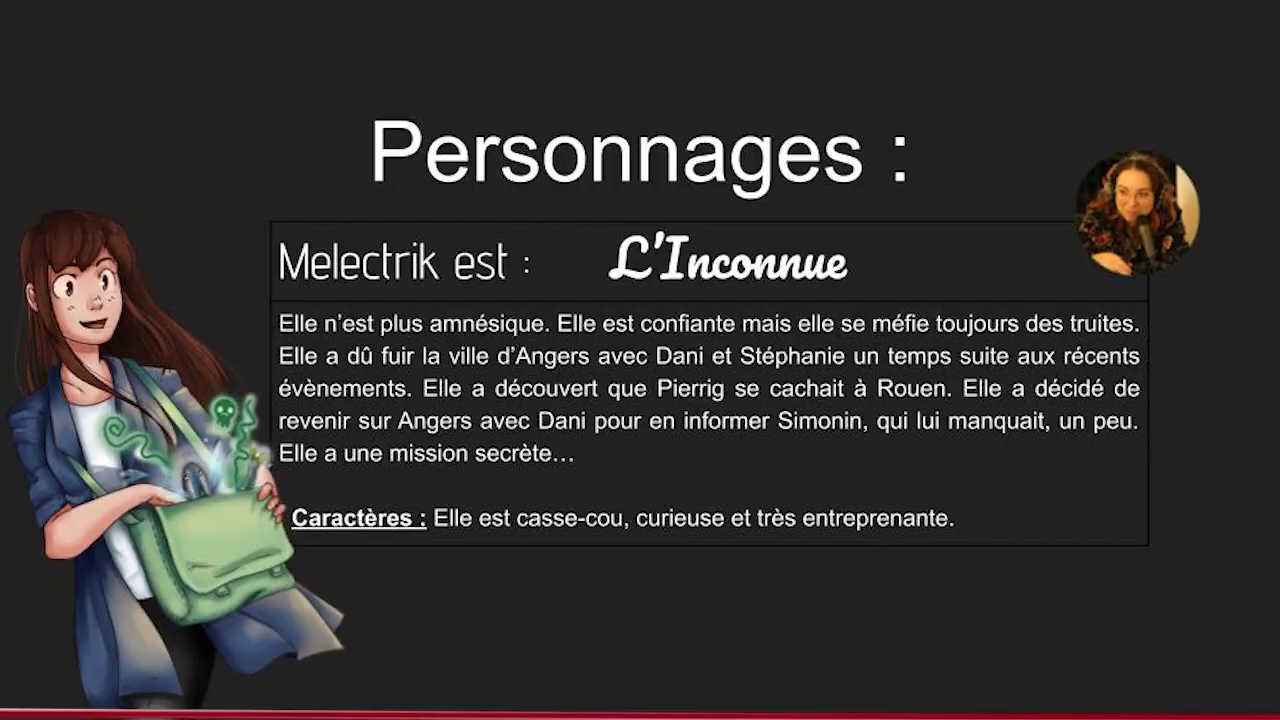 Personnages :
Melectrik est : L'Inconnue
Elle n’est plus amnésique. Elle est confiante mais elle se méfie toujours des truites.
Elle a dû fuir la ville d’Angers avec Dani et Stéphanie un temps suite aux récents
évènements. Elle a découvert que Pierrig se cachait à Rouen. Elle a décidé de
revenir sur Angers avec Dani pour en informer Simonin, qui lui manquait, un peu.
Elle a une mission secrète…
Caractères : Elle est casse-cou, curieuse et très entreprenante.